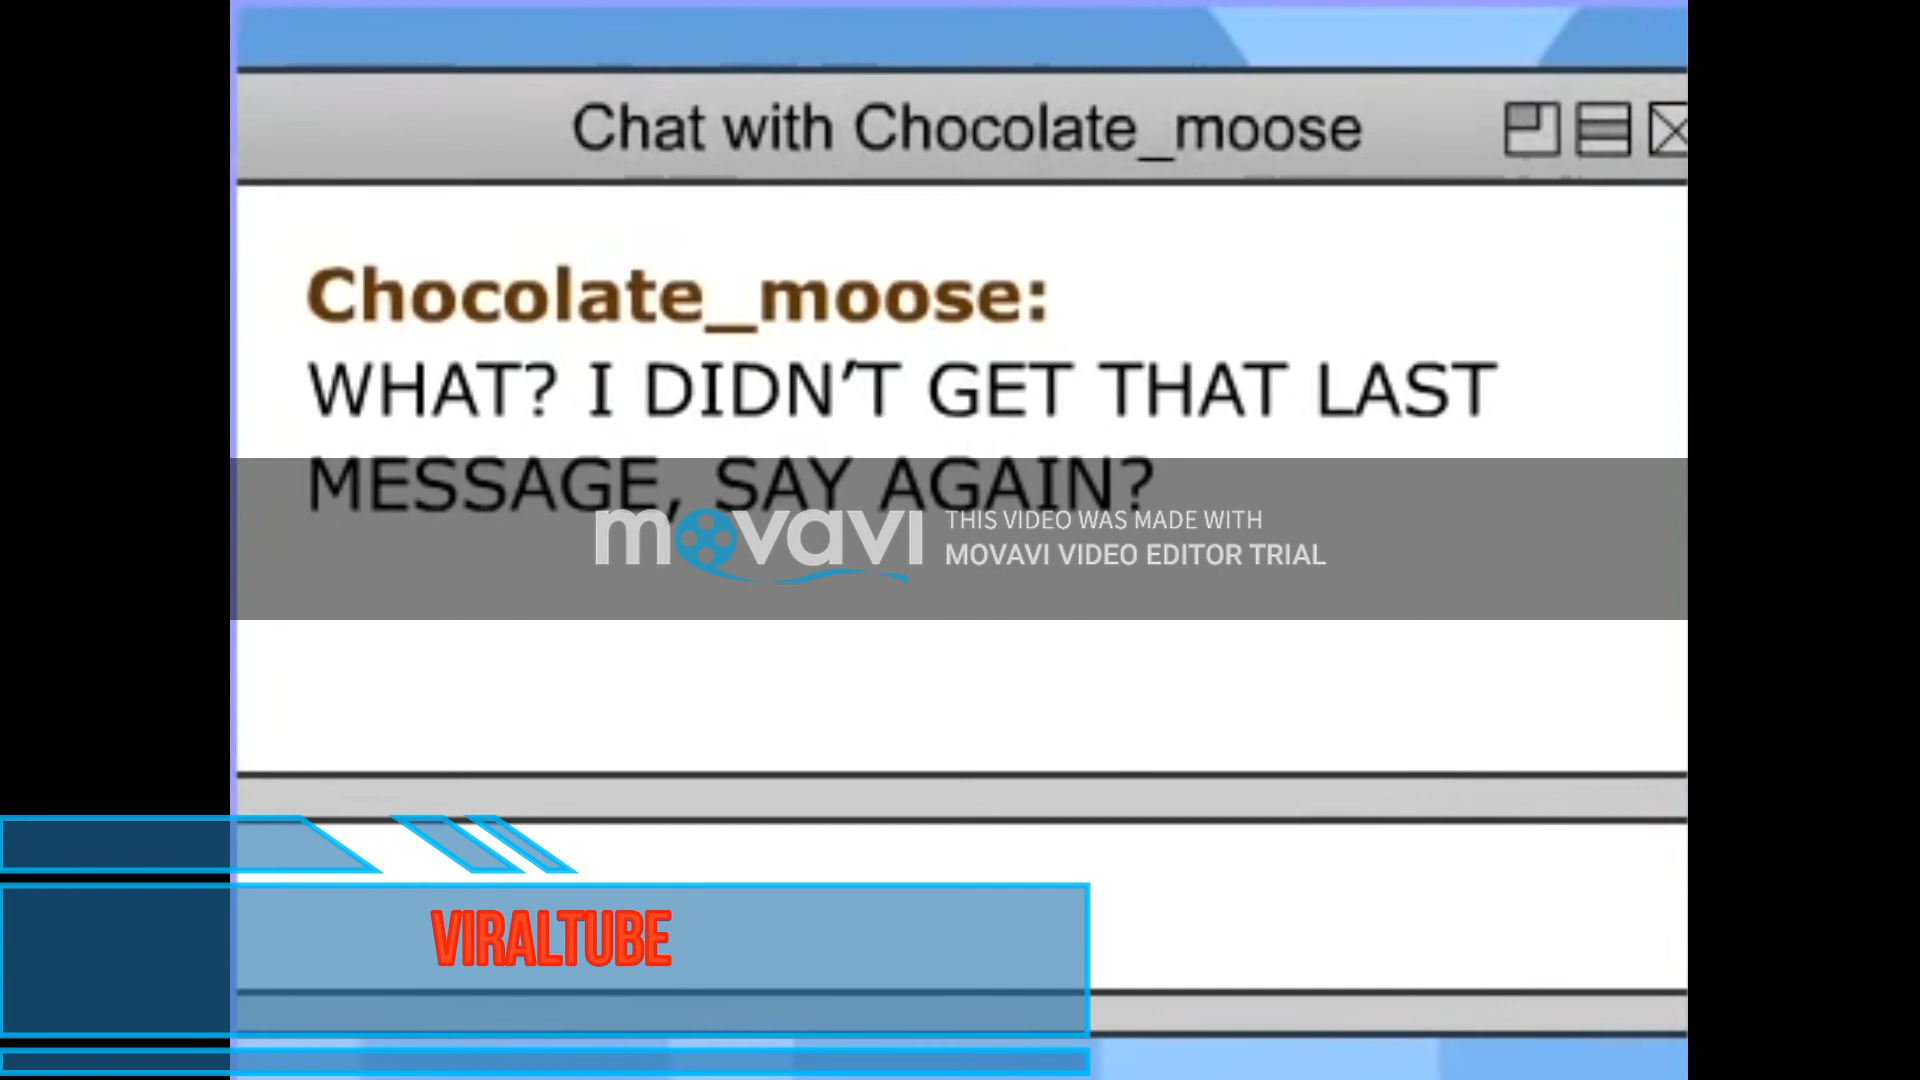 Chat with Chocolate_moose
Chocolate_moose:
WHAT? I DIDN’T GET THAT LAST
MESSAGE, SAY AGAIN?
movavi
THIS VIDEO WAS MADE WITH
MOVAVI VIDEO EDITOR TRIAL
VIRALTUBE